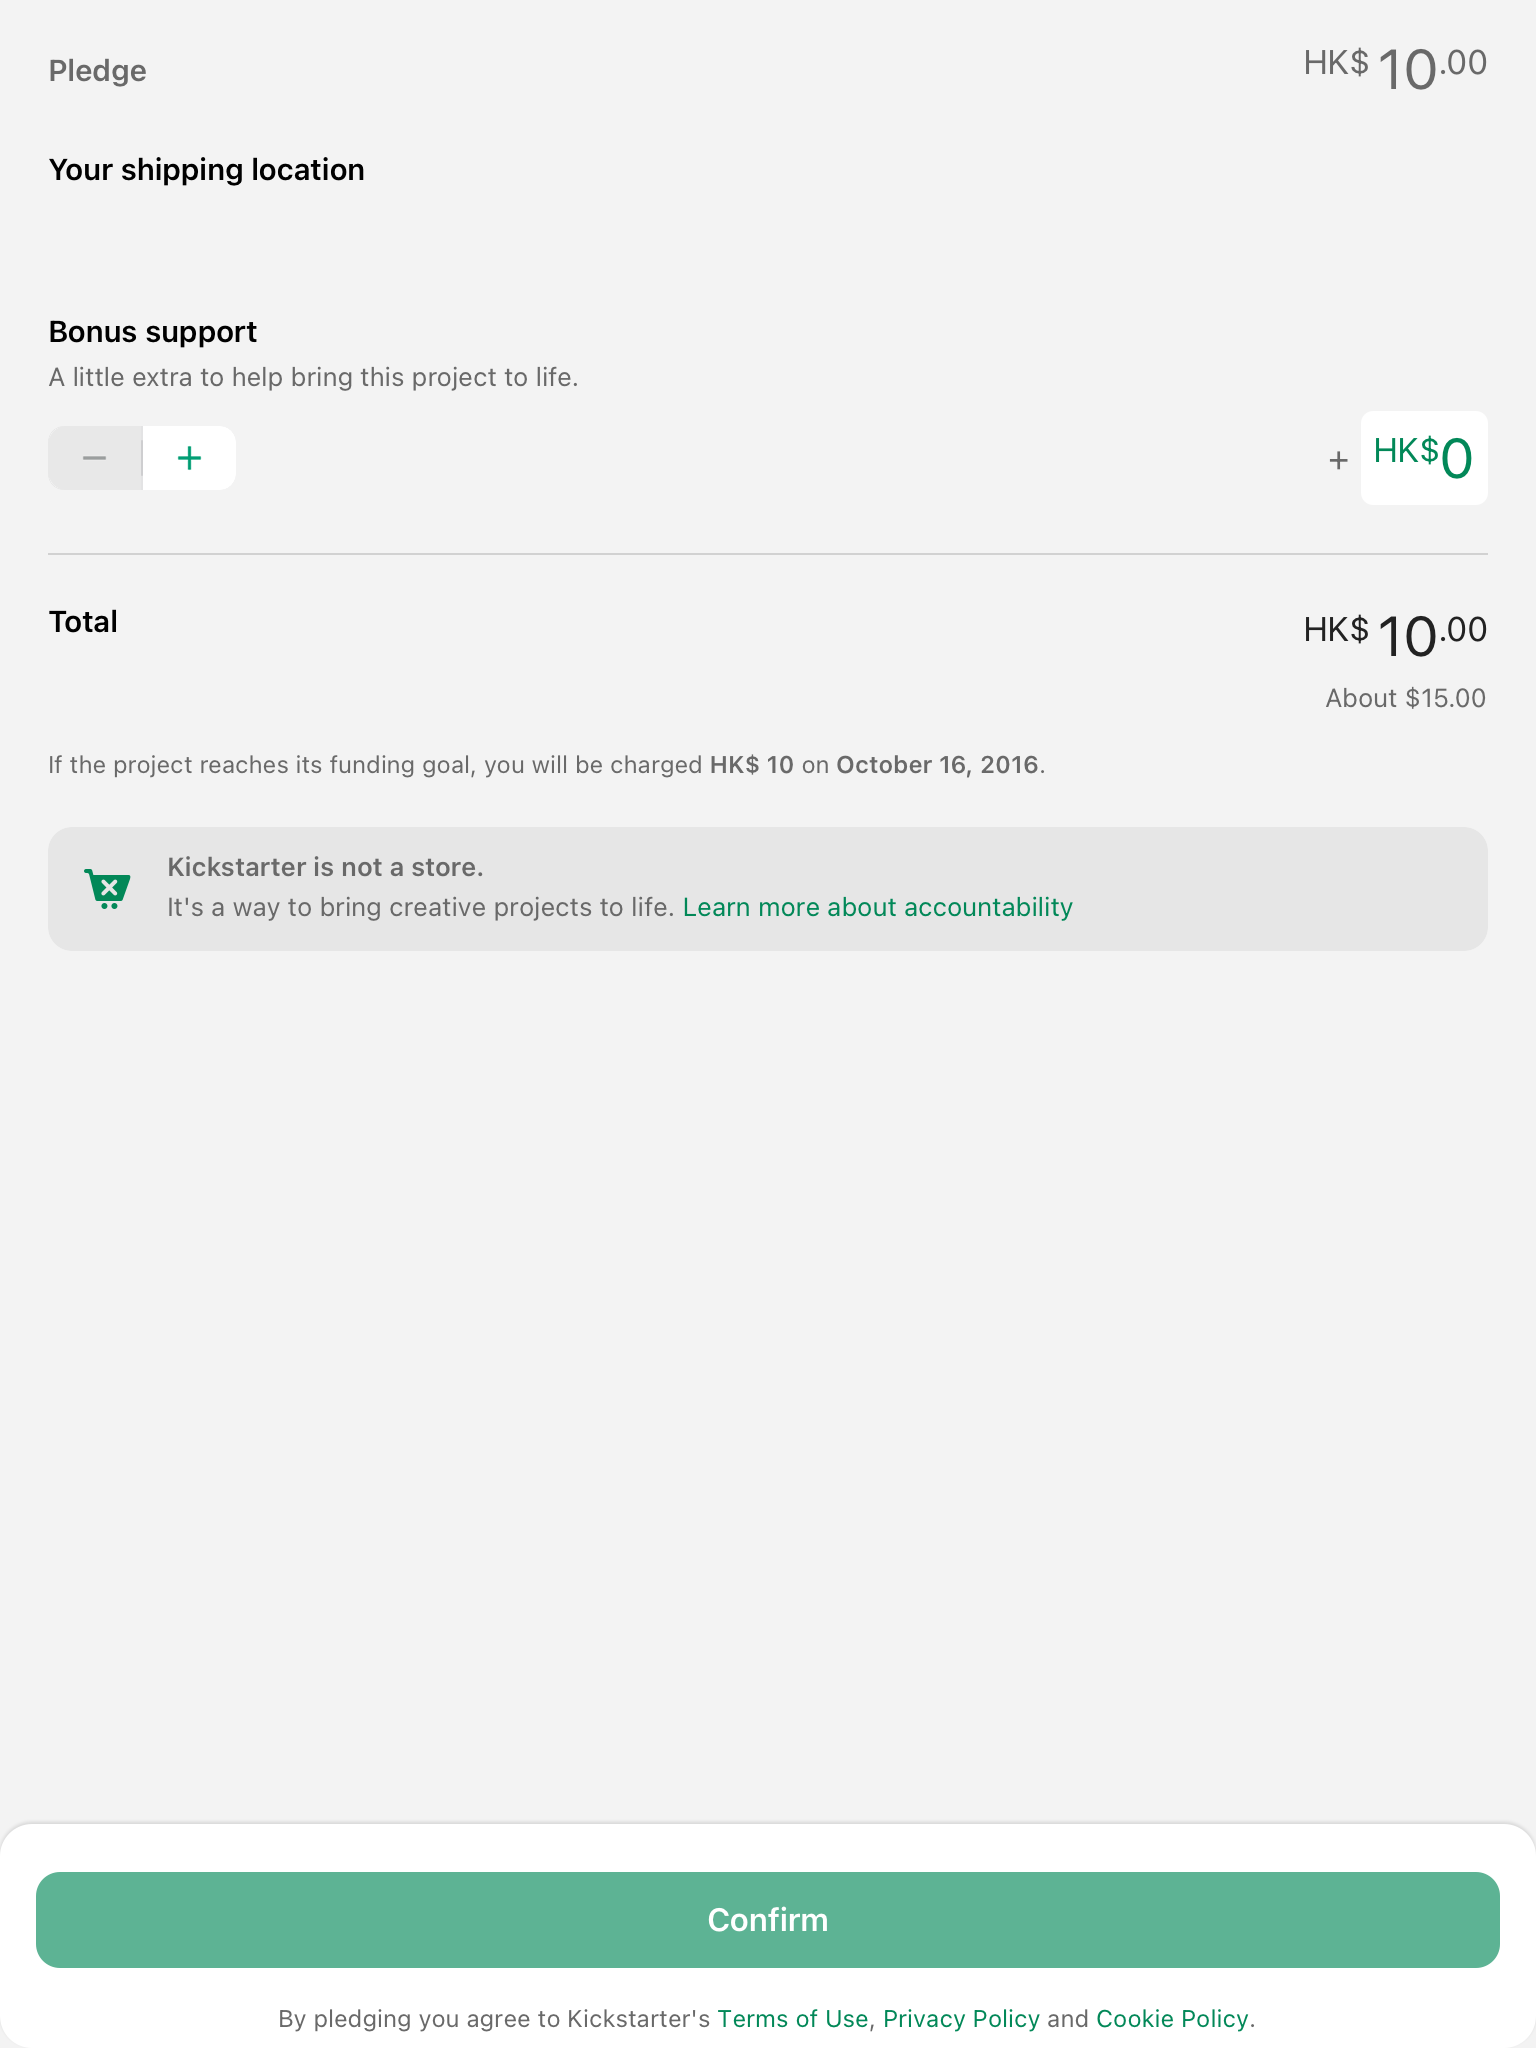 Pledge
HK$ 10.00
Your shipping location
Bonus support
A little extra to help bring this project to life.
− +
+ HK$0
Total
HK$ 10.00
About $15.00
If the project reaches its funding goal, you will be charged HK$ 10 on October 16, 2016.
Kickstarter is not a store.
It's a way to bring creative projects to life. Learn more about accountability
Confirm
By pledging you agree to Kickstarter's Terms of Use, Privacy Policy and Cookie Policy.